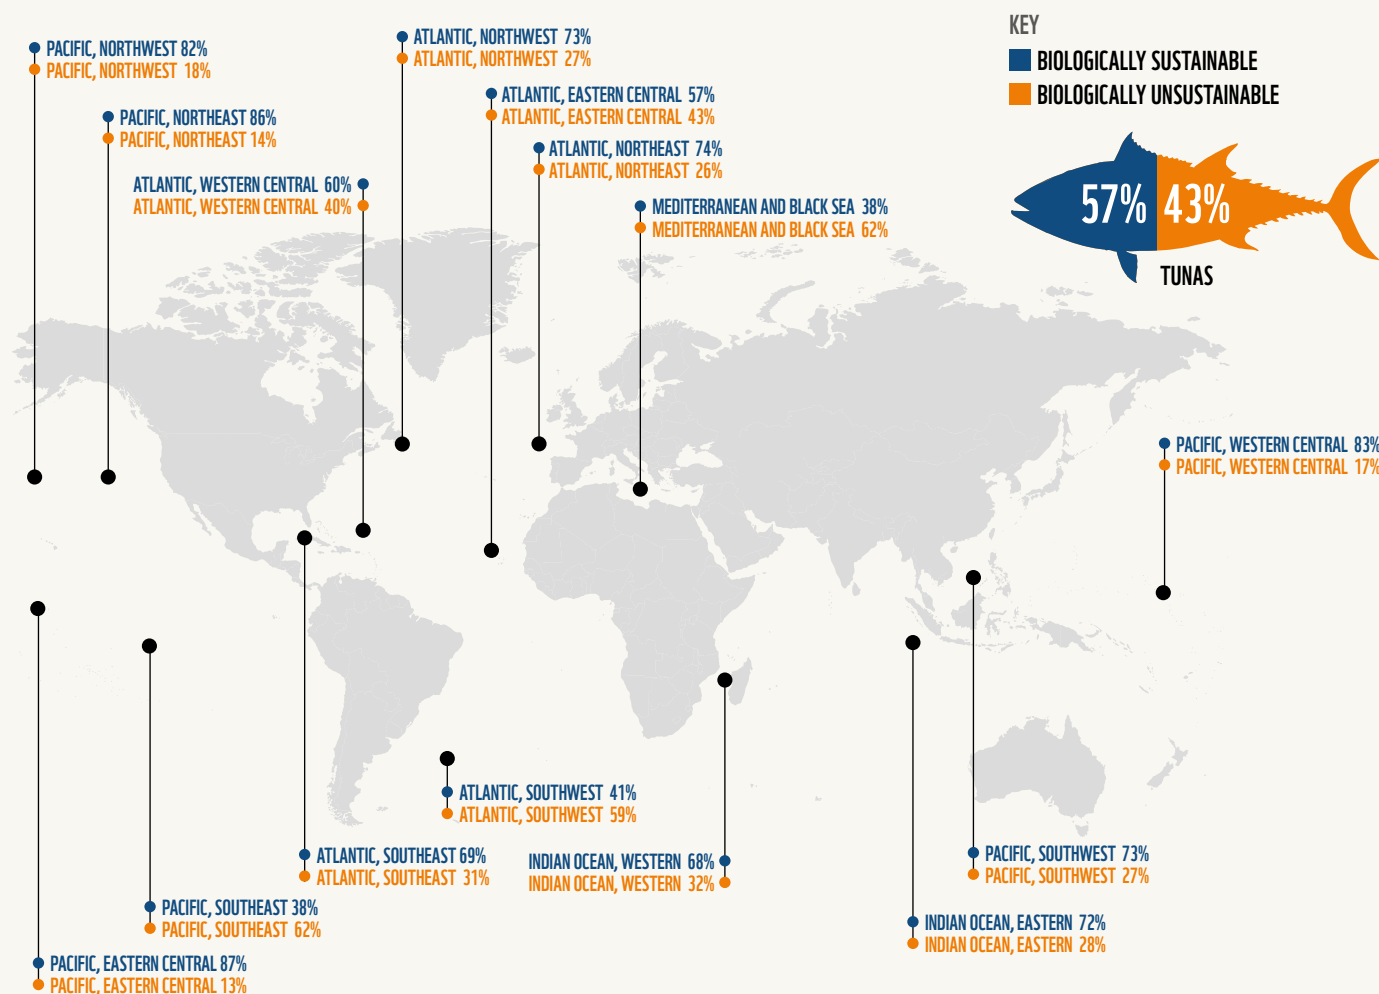 KEY
BIOLOGICALLY SUSTAINABLE
BIOLOGICALLY UNSUSTAINABLE
57% 43%
TUNAS
PACIFIC, NORTHWEST 82%
PACIFIC, NORTHWEST 18%
PACIFIC, NORTHEAST 86%
PACIFIC, NORTHEAST 14%
ATLANTIC, WESTERN CENTRAL 60%
ATLANTIC, WESTERN CENTRAL 40%
ATLANTIC, NORTHWEST 73%
ATLANTIC, NORTHWEST 27%
ATLANTIC, EASTERN CENTRAL 57%
ATLANTIC, EASTERN CENTRAL 43%
ATLANTIC, NORTHEAST 74%
ATLANTIC, NORTHEAST 26%
MEDITERRANEAN AND BLACK SEA 38%
MEDITERRANEAN AND BLACK SEA 62%
PACIFIC, WESTERN CENTRAL 83%
PACIFIC, WESTERN CENTRAL 17%
ATLANTIC, SOUTHWEST 41%
ATLANTIC, SOUTHWEST 59%
ATLANTIC, SOUTHEAST 69%
ATLANTIC, SOUTHEAST 31%
INDIAN OCEAN, WESTERN 68%
INDIAN OCEAN, WESTERN 32%
PACIFIC, SOUTHWEST 73%
PACIFIC, SOUTHWEST 27%
PACIFIC, SOUTHEAST 38%
PACIFIC, SOUTHEAST 62%
INDIAN OCEAN, EASTERN 72%
INDIAN OCEAN, EASTERN 28%
PACIFIC, EASTERN CENTRAL 87%
PACIFIC, EASTERN CENTRAL 13%